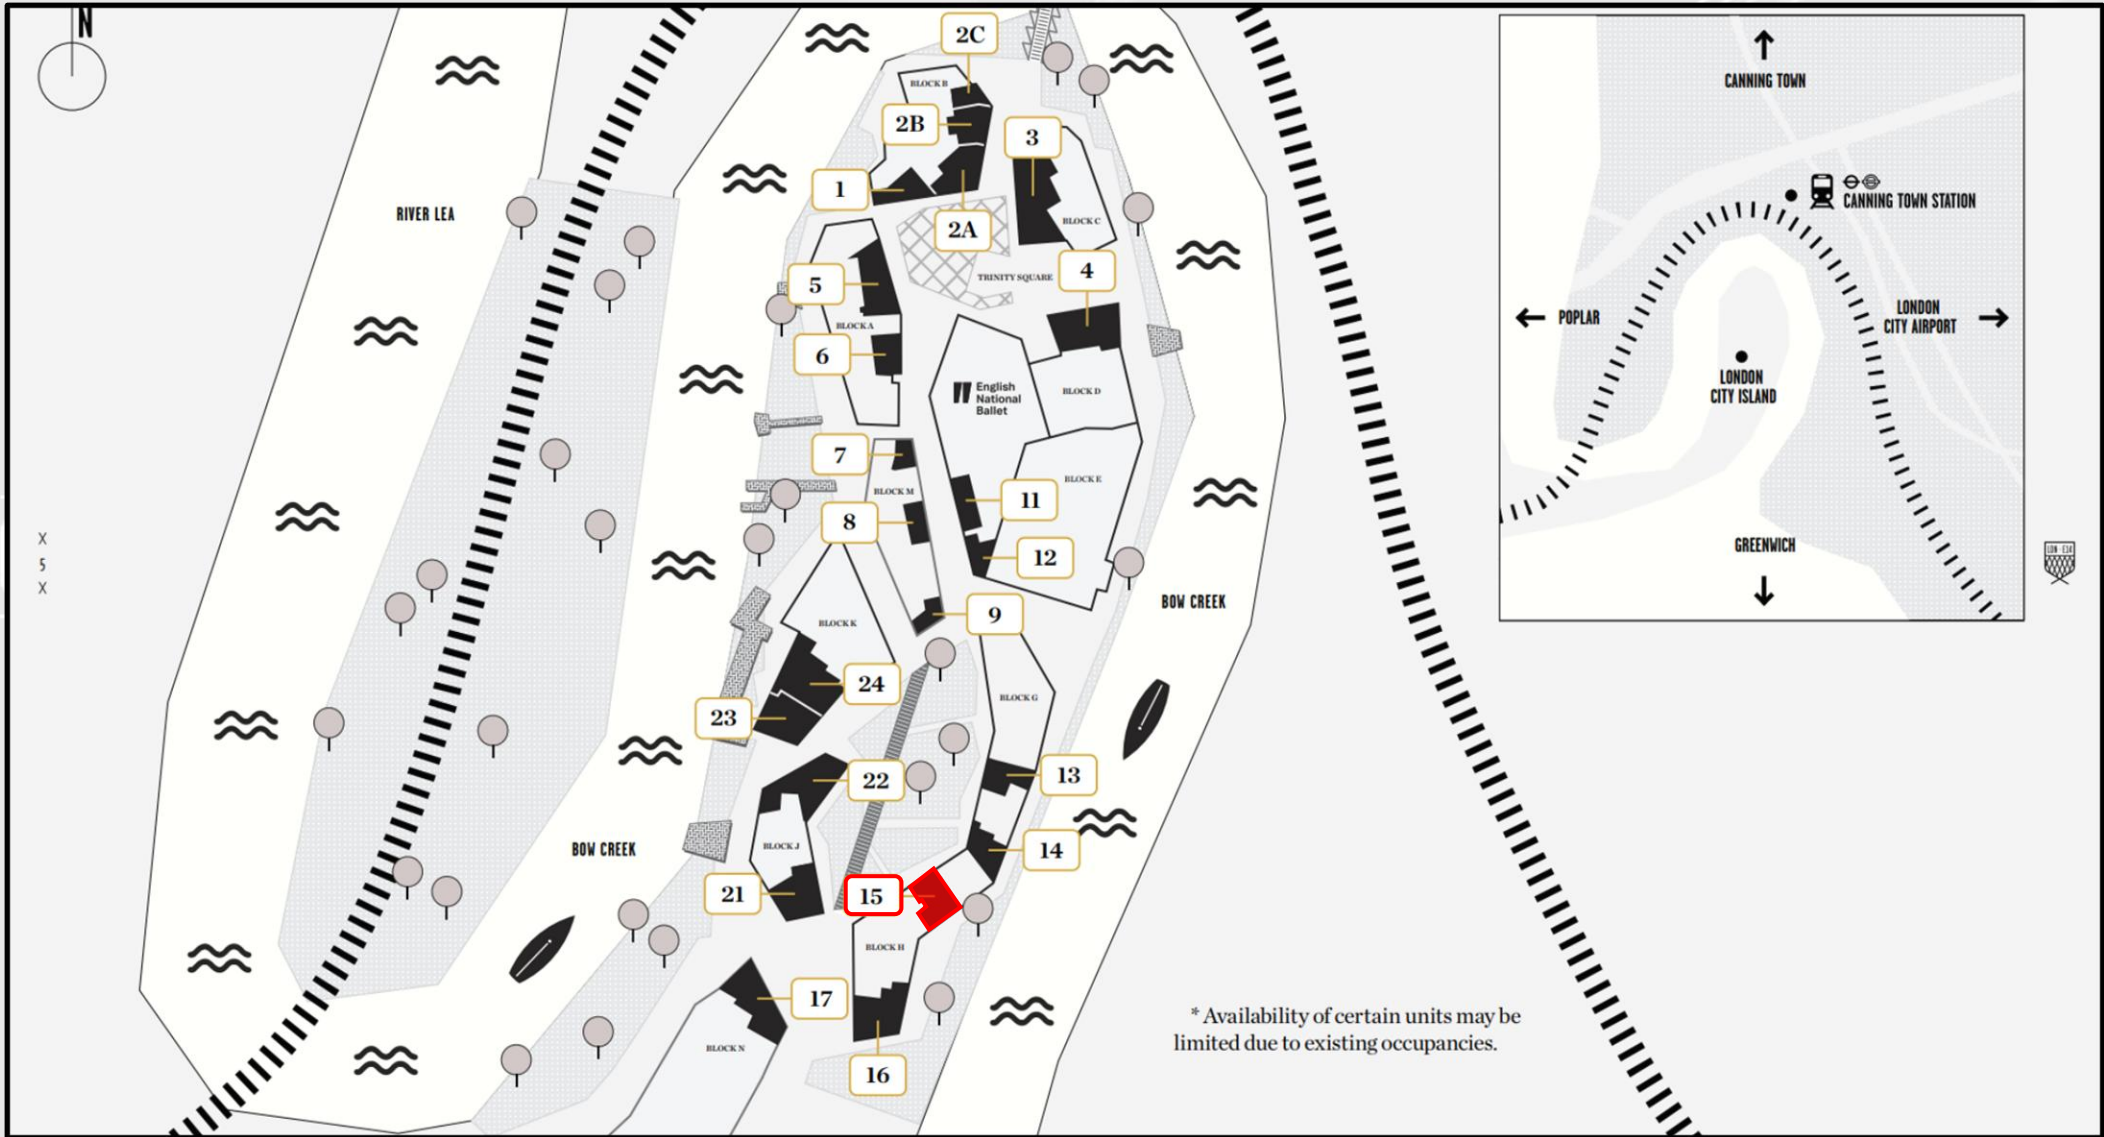 N
2C
BLOCK B
2B
3
1
BLOCK C
2A
TRINITY SQUARE
4
RIVER LEA
5
BLOCK A
6
English
National
Ballet
BLOCK D
7
BLOCK M
BLOCK E
11
8
12
X
5
X
BOW CREEK
9
BLOCK K
24
BLOCK G
23
13
22
BLOCK J
BOW CREEK
14
21
15
BLOCK H
17
BLOCK N
16
CANNING TOWN
CANNING TOWN STATION
POPLAR
LONDON
CITY AIRPORT
LONDON
CITY ISLAND
GREENWICH
LDN · E14
* Availability of certain units may be
limited due to existing occupancies.